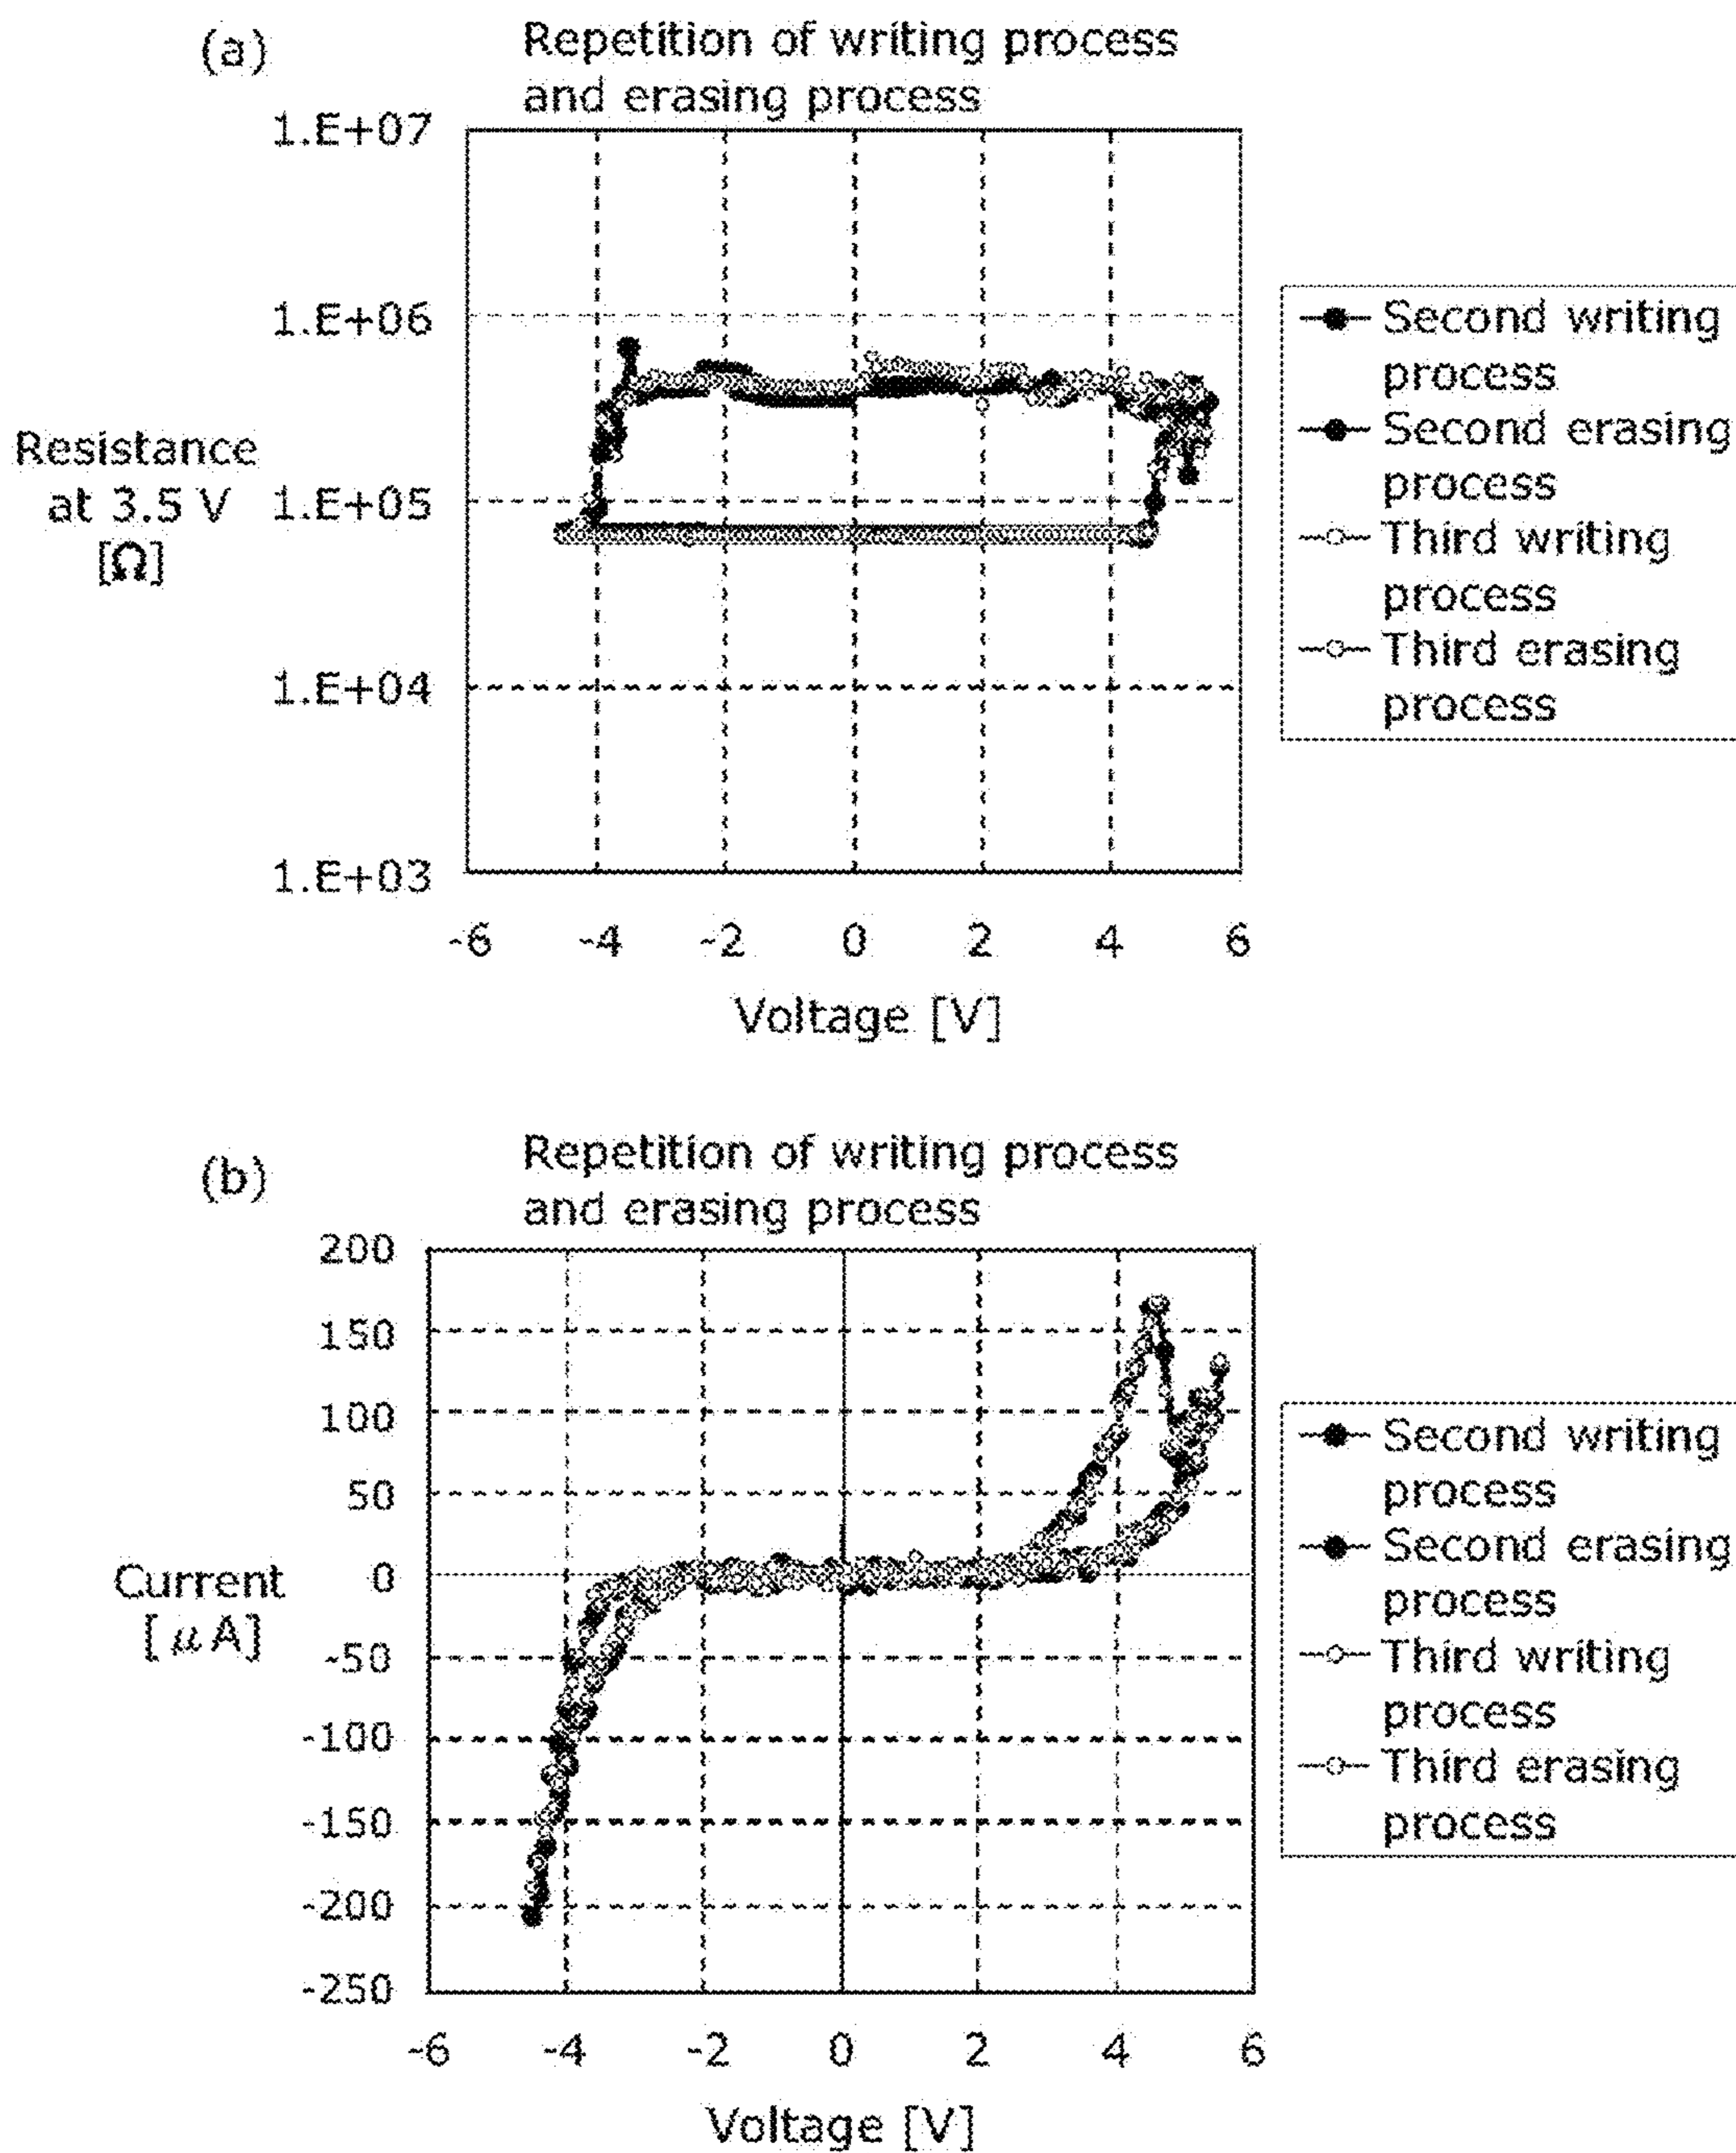 (a)
Repetition of writing process
and erasing process
1.E+07
1.E+06
1.E+05
1.E+04
1.E+03
Resistance
at 3.5 V
[Ω]
-6 -4 -2 0 2 4 6
Voltage [V]
Second writing
process
Second erasing
process
Third writing
process
Third erasing
process
(b)
Repetition of writing process
and erasing process
200
150
100
50
0
-50
-100
-150
-200
-250
Current
[μA]
-6 -4 -2 0 2 4 6
Voltage [V]
Second writing
process
Second erasing
process
Third writing
process
Third erasing
process